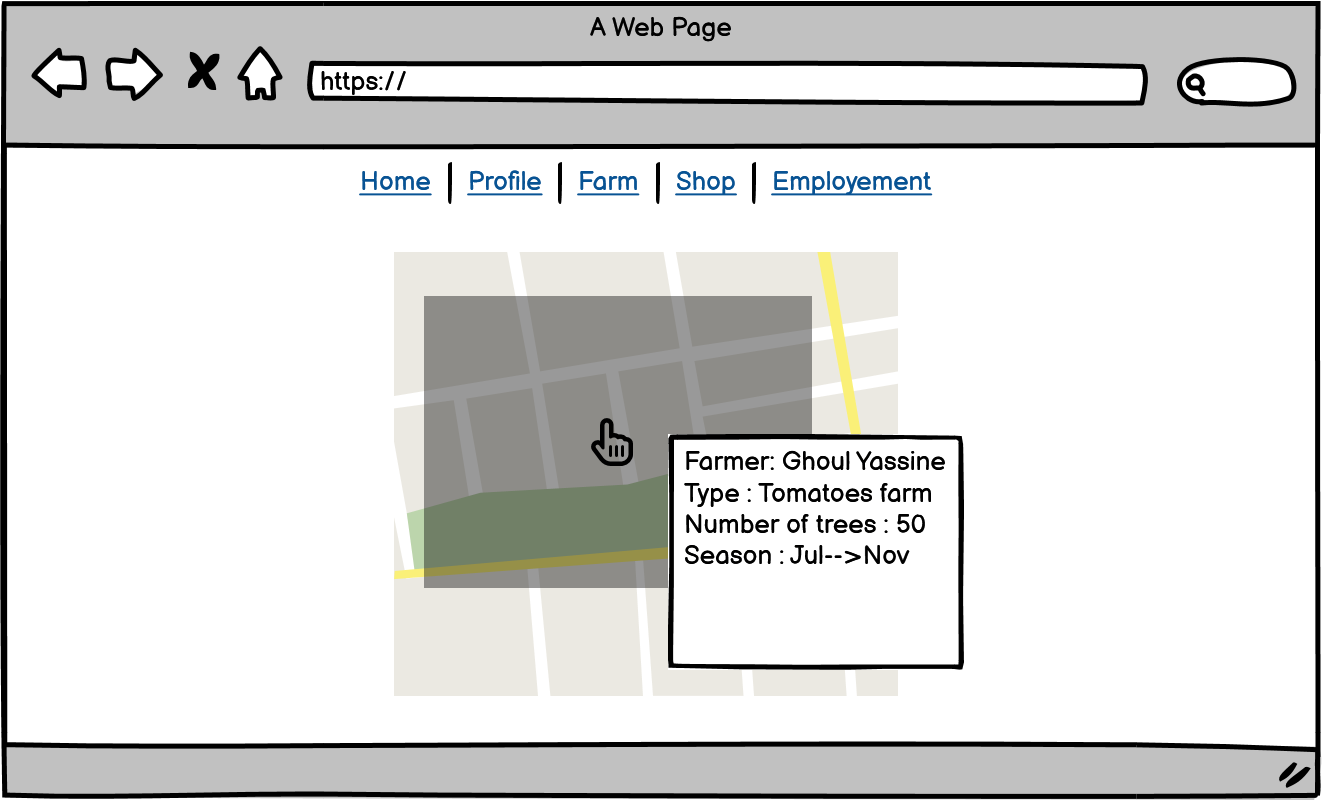 A Web Page
https://
Home Profile Farm Shop Employement
Farmer: Ghoul Yassine
Type : Tomatoes farm
Number of trees : 50
Season : Jul-->Nov